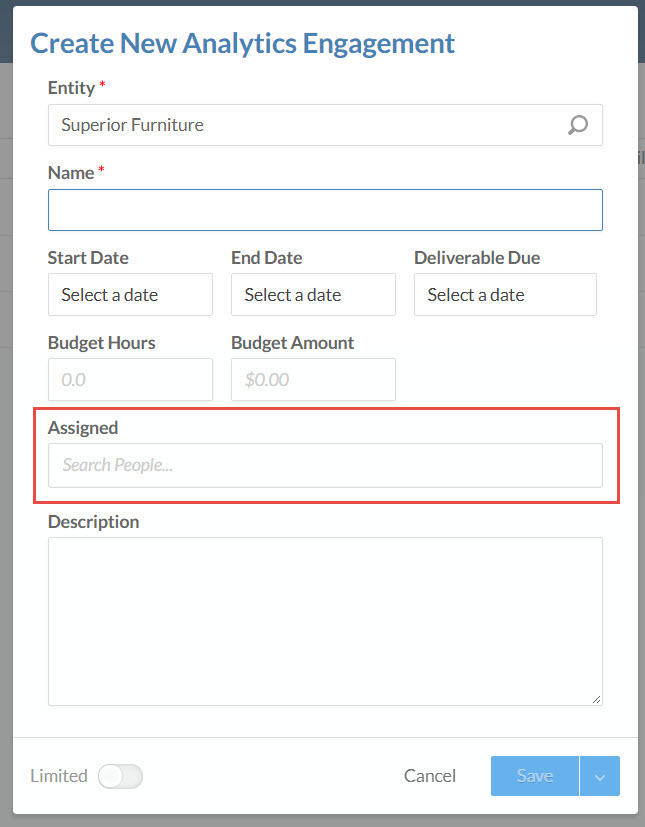 Create New Analytics Engagement
Entity *
Superior Furniture
Name *
Start Date End Date Deliverable Due
Select a date Select a date Select a date
Budget Hours Budget Amount
0.0 $0.00
Assigned
Search People...
Description
Limited Cancel Save